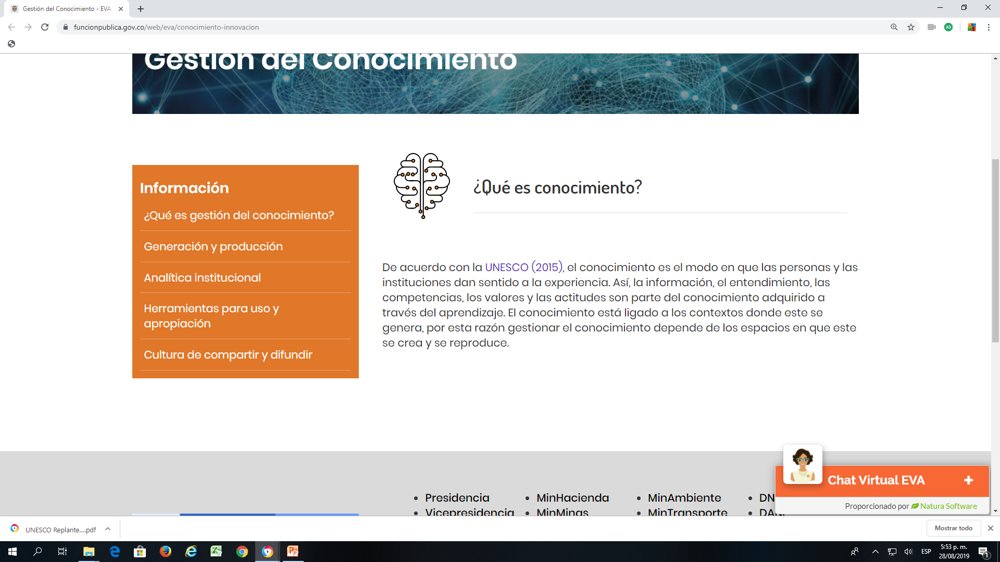 Gestión del Conocimiento - EVA
funcionpublica.gov.co/web/eva/conocimiento-innovacion
AD
Gestión del Conocimiento
Información
¿Qué es gestión del conocimiento?
Generación y producción
Analítica institucional
Herramientas para uso y
apropiación
Cultura de compartir y difundir
¿Qué es conocimiento?
De acuerdo con la UNESCO (2015), el conocimiento es el modo en que las personas y las
instituciones dan sentido a la experiencia. Así, la información, el entendimiento, las
competencias, los valores y las actitudes son parte del conocimiento adquirido a
través del aprendizaje. El conocimiento está ligado a los contextos donde este se
genera, por esta razón gestionar el conocimiento depende de los espacios en que este
se crea y se reproduce.
Presidencia
Vicepresidencia
MinHacienda
MinMinas
MinAmbiente
MinTransporte
Chat Virtual EVA
Proporcionado por Natura Software
UNESCO Replante....pdf
Mostrar todo
ESP
5:53 p. m.
28/08/2019
1